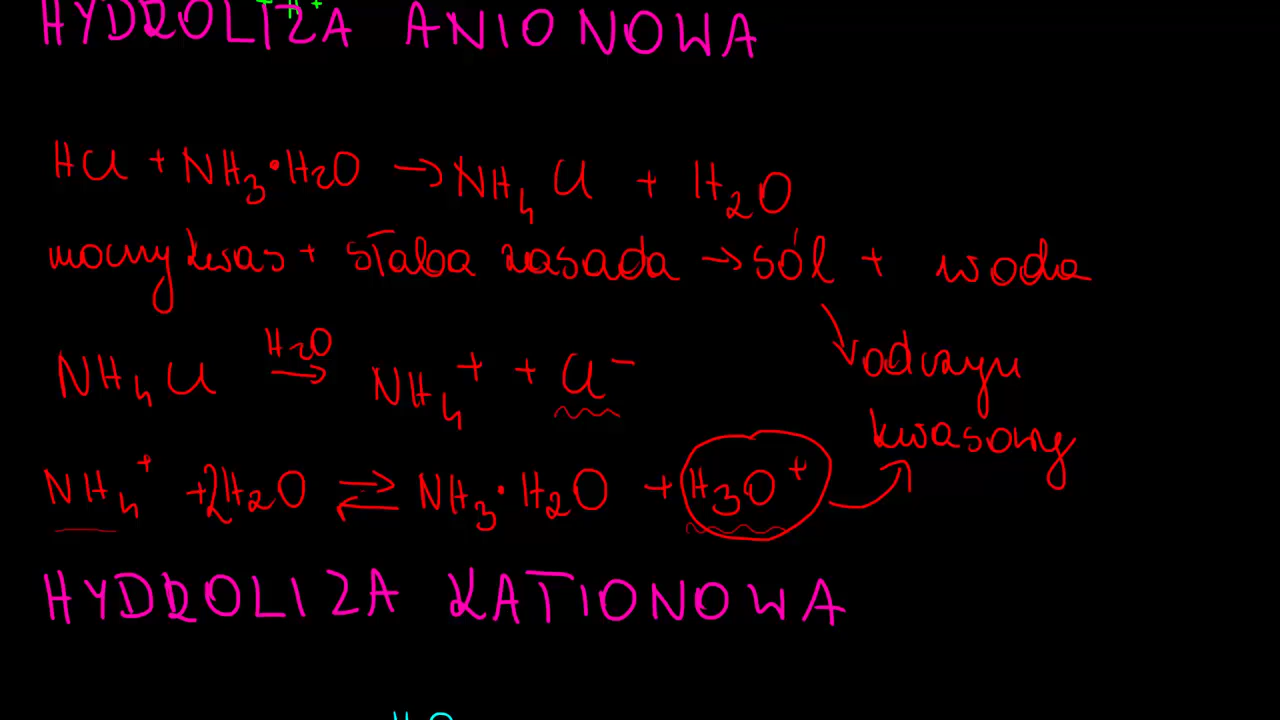 HYDROLIZA ANIONOWA
HCl + NH3·H2O → NH4Cl + H2O
mocny kwas + słaba zasada → sól + woda
NH4Cl H2O → NH4+ + Cl-
odczyn
kwasowy
NH4+ + 2H2O ⇌ NH3·H2O + H3O+
HYDROLIZA KATIONOWA